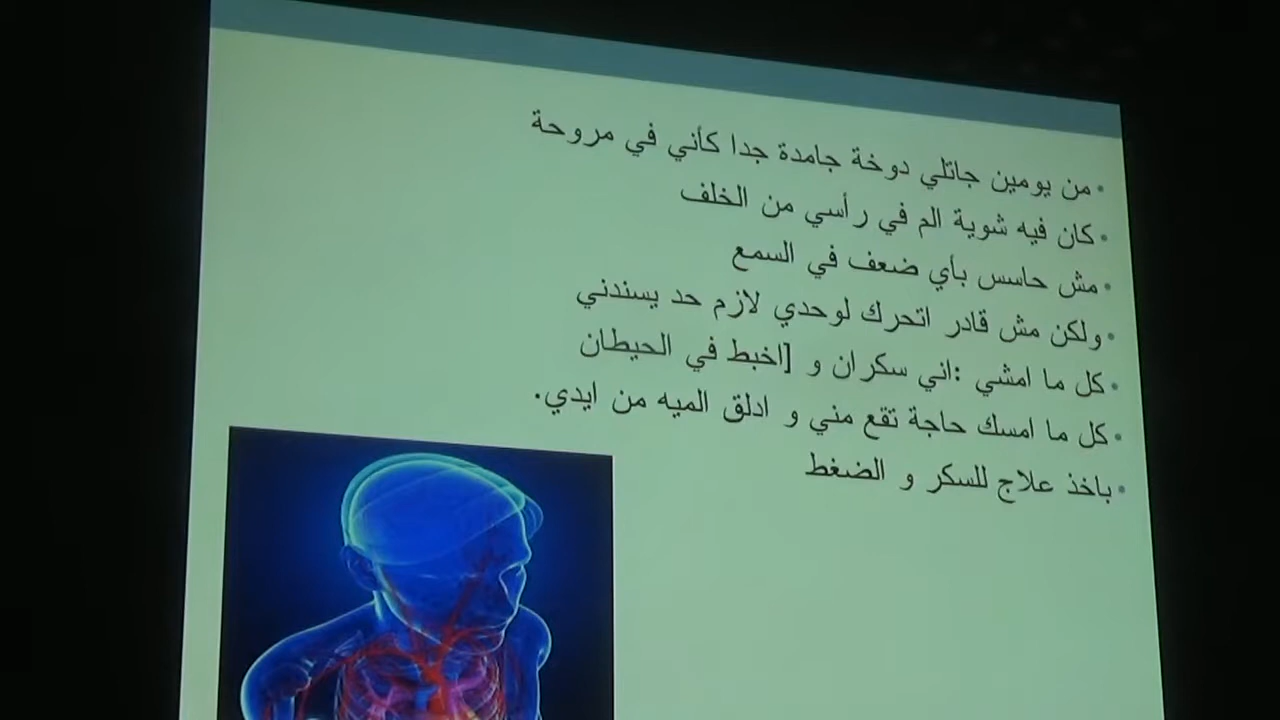 • من يومين جاتلي دوخة جامدة جدا كأني في مروحة
• كان فيه شوية الم في رأسي من الخلف
• مش حاسس بأي ضعف في السمع
• ولكن مش قادر اتحرك لوحدي لازم حد يسندني
• كل ما امشي :اني سكران و [اخبط في الحيطان
• كل ما امسك حاجة تقع مني و ادلق الميه من ايدي.
• باخذ علاج للسكر و الضغط